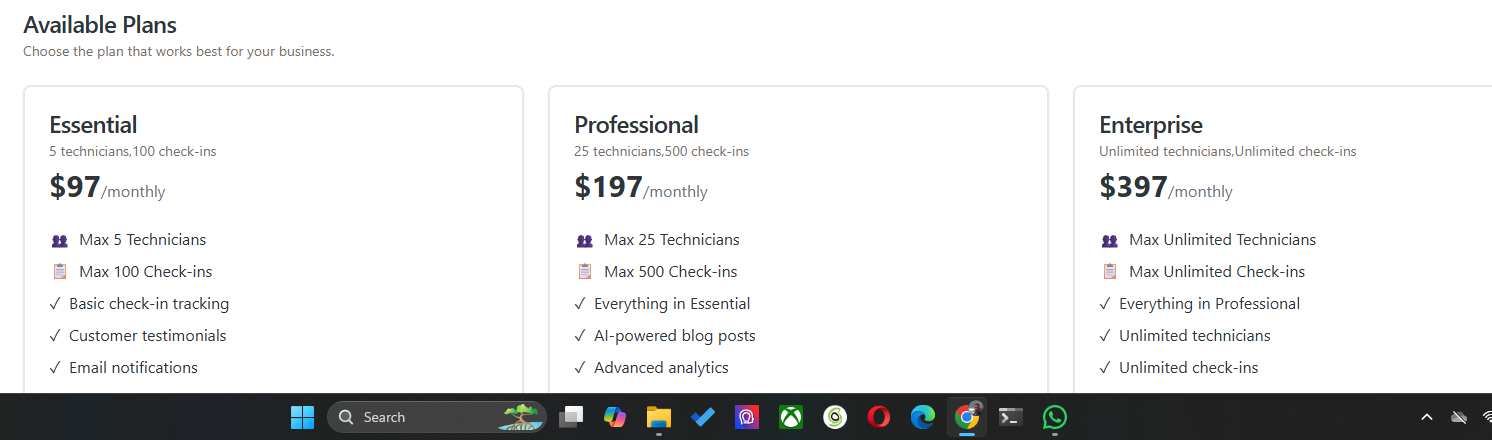 Available Plans
Choose the plan that works best for your business.
Essential
5 technicians,100 check-ins
$97/monthly
Max 5 Technicians
Max 100 Check-ins
✓ Basic check-in tracking
✓ Customer testimonials
✓ Email notifications
Professional
25 technicians,500 check-ins
$197/monthly
Max 25 Technicians
Max 500 Check-ins
✓ Everything in Essential
✓ AI-powered blog posts
✓ Advanced analytics
Enterprise
Unlimited technicians,Unlimited check-ins
$397/monthly
Max Unlimited Technicians
Max Unlimited Check-ins
✓ Everything in Professional
✓ Unlimited technicians
✓ Unlimited check-ins
Search